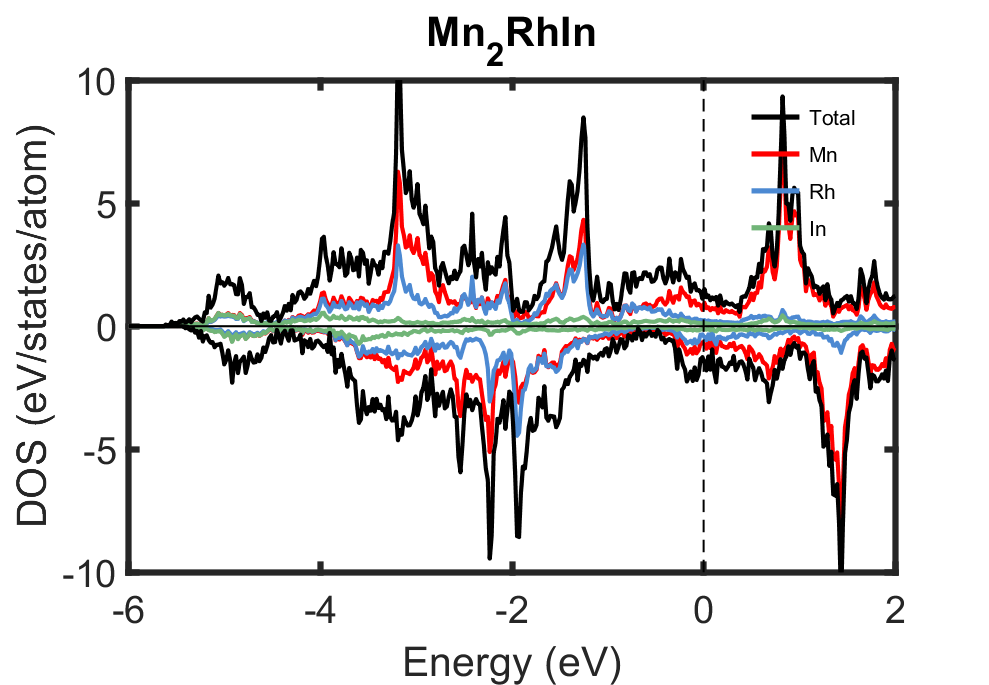 Mn2RhIn
10
5
0
-5
-10
-6
-4
-2
0
2
DOS (eV/states/atom)
Energy (eV)
Total
Mn
Rh
In